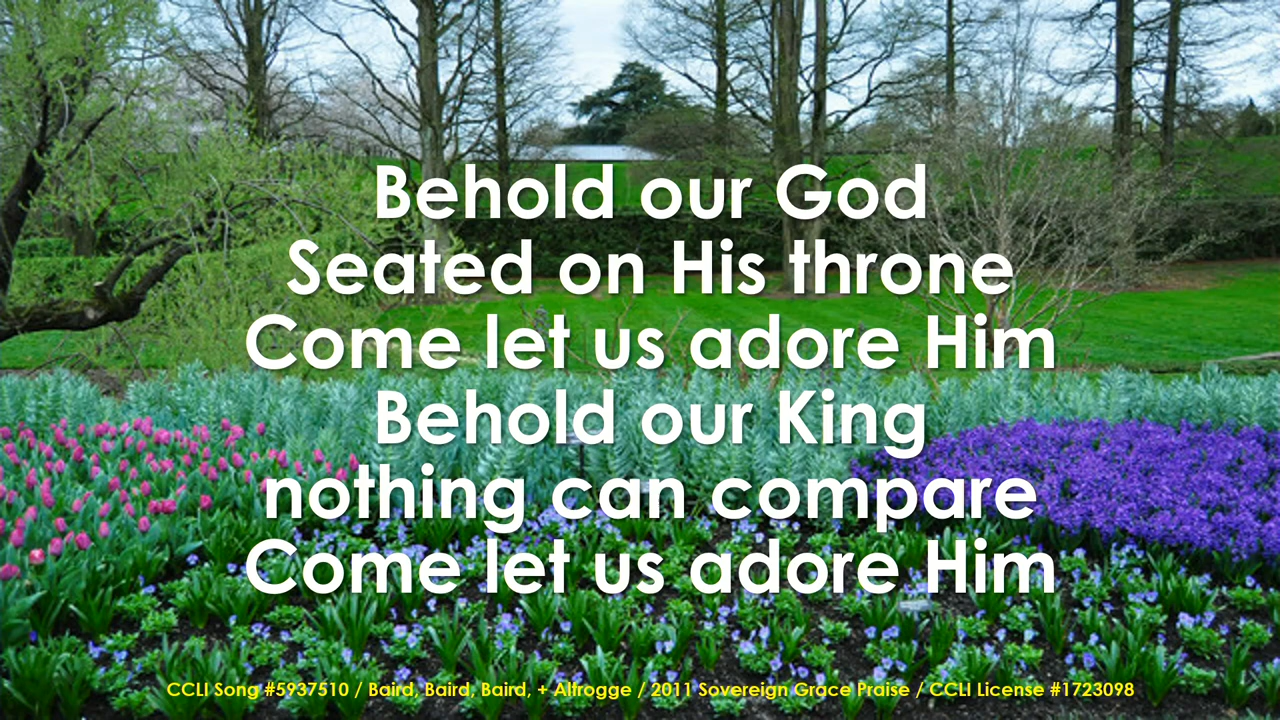 Behold our God
Seated on His throne
Come let us adore Him
Behold our King
nothing can compare
Come let us adore Him
CCLI Song #5937510 / Baird, Baird, Baird, + Altrogge / 2011 Sovereign Grace Praise / CCLI License #1723098